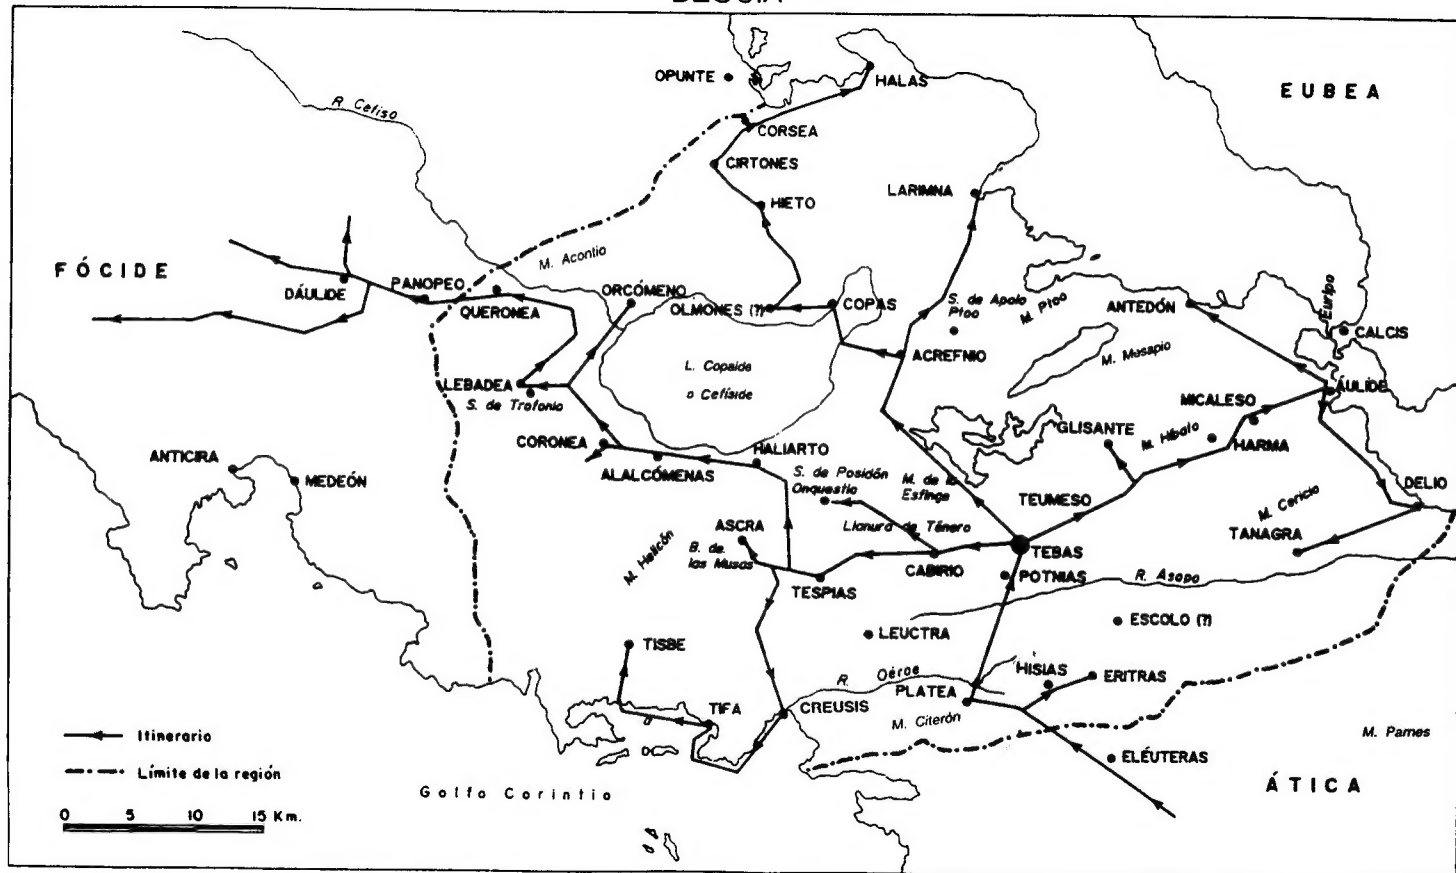 BEOCIA
OPUNTE
HALAS
EUBEA
R. Cefiso
CORSEA
CIRTONES
LARIMNA
HIETO
M. Acontio
FÓCIDE
DÁULIDE
PANOPEO
QUERONEA
ORCÓMENO
OLMONES (?)
COPAS
S. de Apolo
Ptoo
M. Ptoo
ANTEDÓN
Euripo
CALCIS
ACREFNIO
M. Mesapio
L. Copaide
o Cefíside
LEBADEA
S. de Trofonio
ÁULIDE
MICALESO
GLISANTE
M. Hípato
HARMA
CORONEA
HALIARTO
ALALCÓMENAS
ANTICIRA
MEDEÓN
S. de Posidón
Onquestio
M. de la
Esfinge
TEUMESO
DELIO
M. Cericio
TANAGRA
ASCRA
Llanura de Ténero
B. de
las Musas
M. Helicón
TEBAS
CABIRIO
POTNIAS
R. Asopo
TESPIAS
LEUCTRA
ESCOLO (?)
TISBE
R. Oéroe
HISIAS
ERITRAS
PLATEA
TIFA
CREUSIS
M. Citerón
M. Parnes
ELÉUTERAS
ÁTICA
Itinerario
Límite de la región
Golfo Corintio
0 5 10 15 Km.